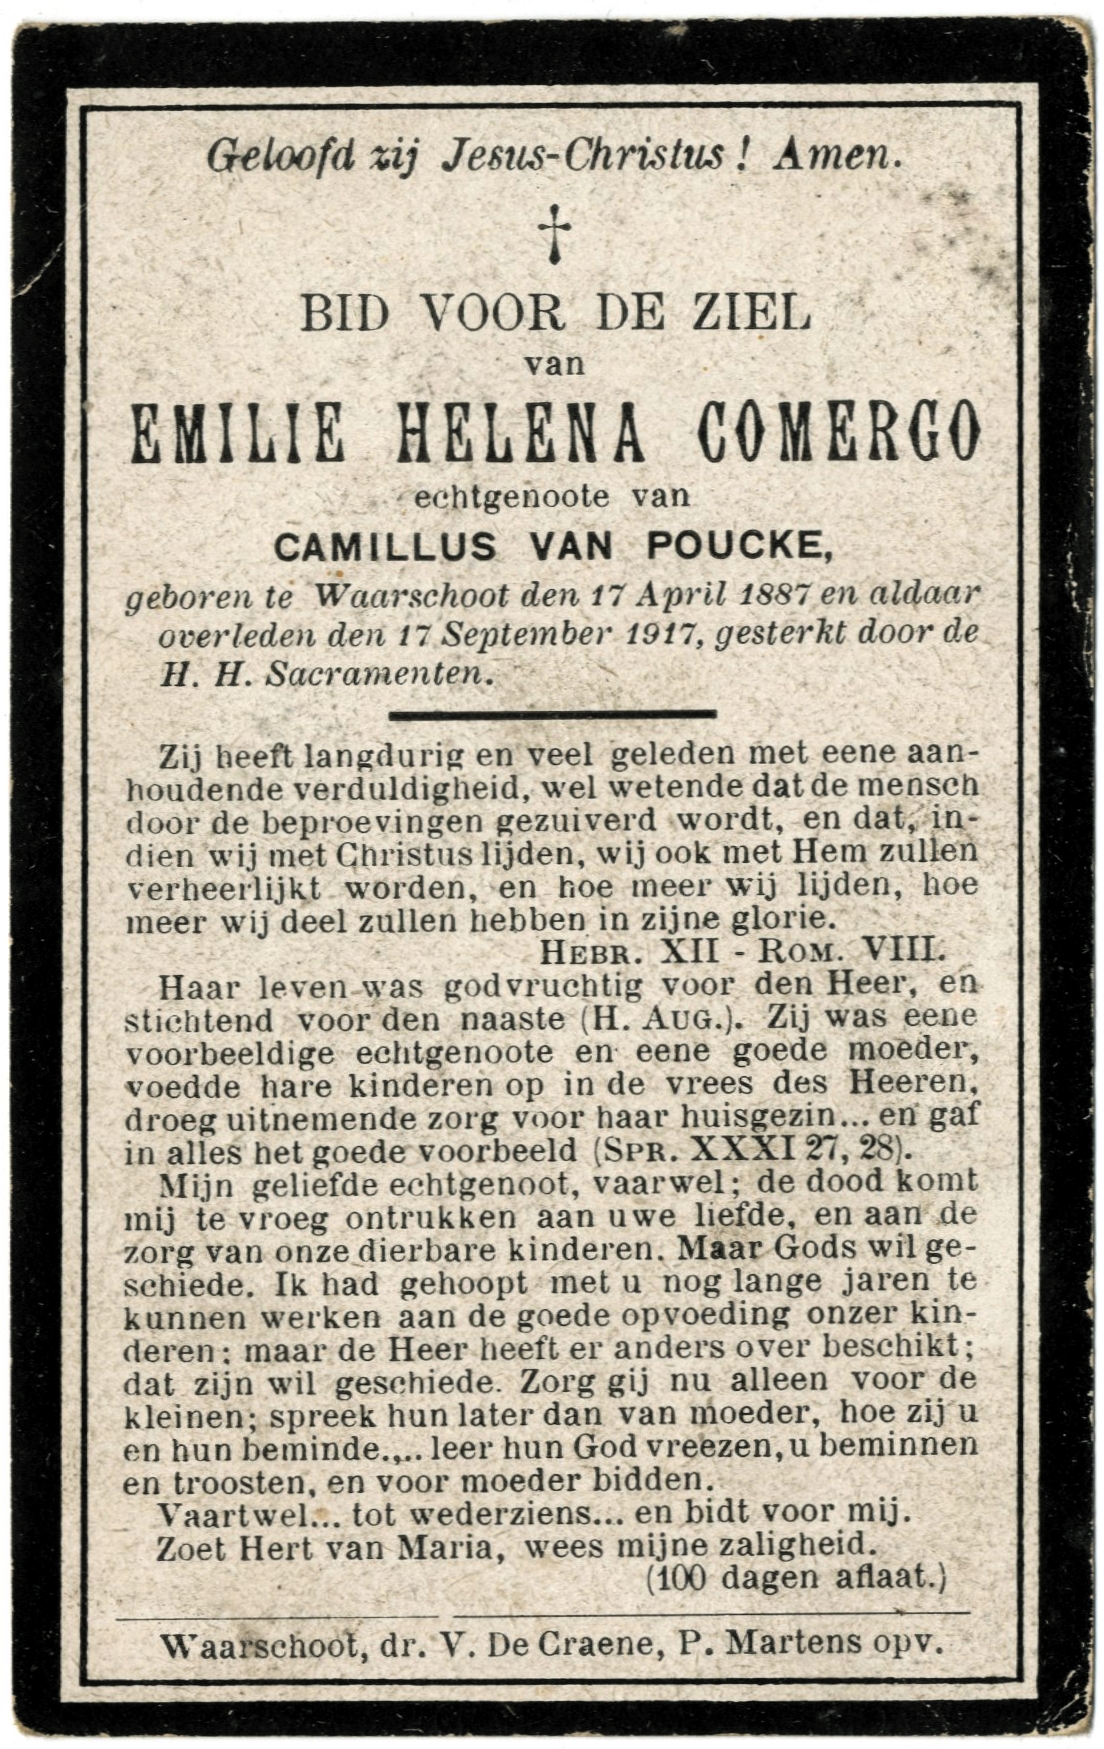 Geloofd zij Jesus-Christus! Amen.
BID VOOR DE ZIEL
van
EMILIE HELENA COMERGO
echtgenoote van
CAMILLUS VAN POUCKE,
geboren te Waarschoot den 17 April 1887 en aldaar
overleden den 17 September 1917, gesterkt door de
H. H. Sacramenten.
Zij heeft langdurig en veel geleden met eene aan-
houdende verduldigheid, wel wetende dat de mensch
door de beproevingen gezuiverd wordt, en dat, in-
dien wij met Christus lijden, wij ook met Hem zullen
verheerlijkt worden, en hoe meer wij lijden, hoe
meer wij deel zullen hebben in zijne glorie.
HEBR. XII - ROM. VIII.
Haar leven was godvruchtig voor den Heer, en
stichtend voor den naaste (H. AUG.). Zij was eene
voorbeeldige echtgenoote en eene goede moeder,
voedde hare kinderen op in de vrees des Heeren,
droeg uitnemende zorg voor haar huisgezin... en gaf
in alles het goede voorbeeld (SPR. XXXI 27, 28).
Mijn geliefde echtgenoot, vaarwel; de dood komt
mij te vroeg ontrukken aan uwe liefde, en aan de
zorg van onze dierbare kinderen. Maar Gods wil ge-
schiede. Ik had gehoopt met u nog lange jaren te
kunnen werken aan de goede opvoeding onzer kin-
deren: maar de Heer heeft er anders over beschikt;
dat zijn wil geschiede. Zorg gij nu alleen voor de
kleinen; spreek hun later dan van moeder, hoe zij u
en hun beminde.,.. leer hun God vreezen, u beminnen
en troosten, en voor moeder bidden.
Vaartwel... tot wederziens... en bidt voor mij.
Zoet Hert van Maria, wees mijne zaligheid.
(100 dagen aflaat.)
Waarschoot, dr. V. De Craene, P. Martens opv.